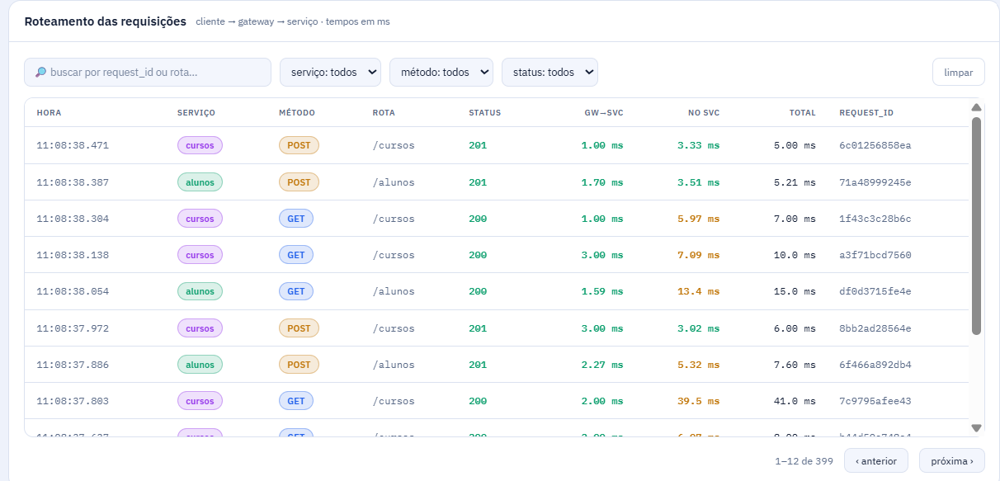 Roteamento das requisições cliente → gateway → serviço · tempos em ms
buscar por request_id ou rota... serviço: todos método: todos status: todos limpar
HORA SERVIÇO MÉTODO ROTA STATUS GW→SVC NO SVC TOTAL REQUEST_ID
11:08:38.471 cursos POST /cursos 201 1.00 ms 3.33 ms 5.00 ms 6c01256858ea
11:08:38.387 alunos POST /alunos 201 1.70 ms 3.51 ms 5.21 ms 71a48999245e
11:08:38.304 cursos GET /cursos 200 1.00 ms 5.97 ms 7.00 ms 1f43c3c28b6c
11:08:38.138 cursos GET /cursos 200 3.00 ms 7.09 ms 10.0 ms a3f71bcd7560
11:08:38.054 alunos GET /alunos 200 1.59 ms 13.4 ms 15.0 ms df0d3715fe4e
11:08:37.972 cursos POST /cursos 201 3.00 ms 3.02 ms 6.00 ms 8bb2ad28564e
11:08:37.886 alunos POST /alunos 201 2.27 ms 5.32 ms 7.60 ms 6f466a892db4
11:08:37.803 cursos GET /cursos 200 2.00 ms 39.5 ms 41.0 ms 7c9795afee43
cursos GET /cursos 200
1–12 de 399 ‹ anterior próxima ›